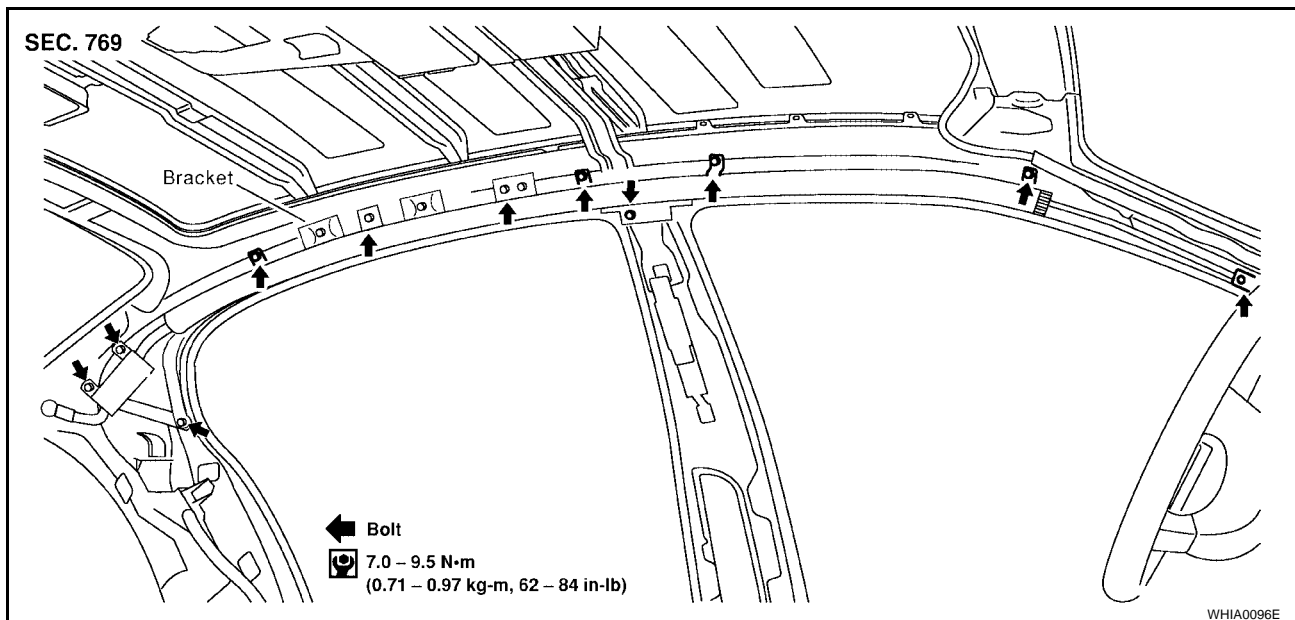 SEC. 769
Bracket
Bolt
7.0 – 9.5 N•m
(0.71 – 0.97 kg-m, 62 – 84 in-lb)
WHIA0096E